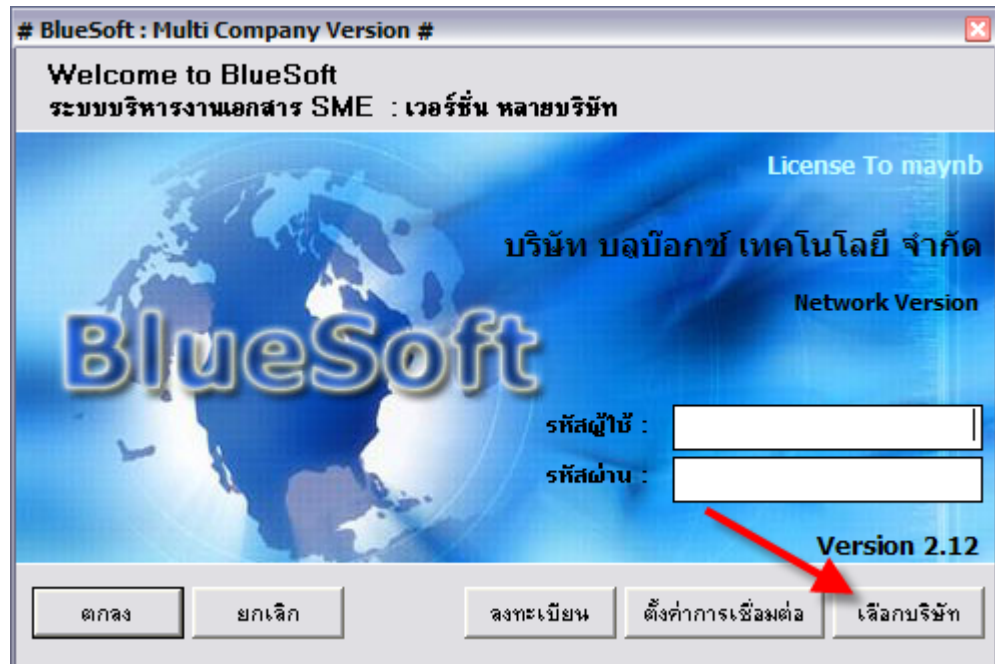 # BlueSoft : Multi Company Version #
Welcome to BlueSoft
ระบบบริหารงานเอกสาร SME : เวอร์ชั่น หลายบริษัท
License To maynb
บริษัท บลูบ๊อกซ์ เทคโนโลยี จำกัด
Network Version
BlueSoft
รหัสผู้ใช้ :
รหัสผ่าน :
Version 2.12
ตกลง ยกเลิก ลงทะเบียน ตั้งค่าการเชื่อมต่อ เลือกบริษัท